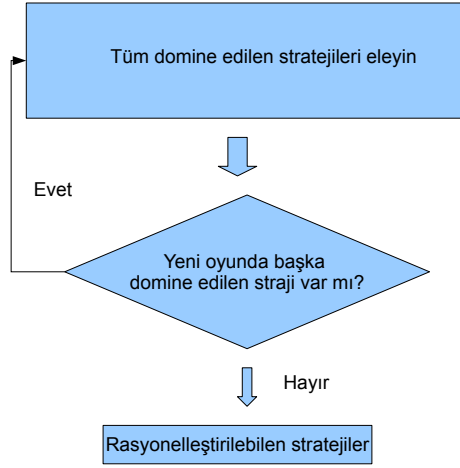 Tüm domine edilen stratejileri eleyin
Evet
Yeni oyunda başka
domine edilen straji var mı?
Hayır
Rasyonelleştirilebilen stratejiler